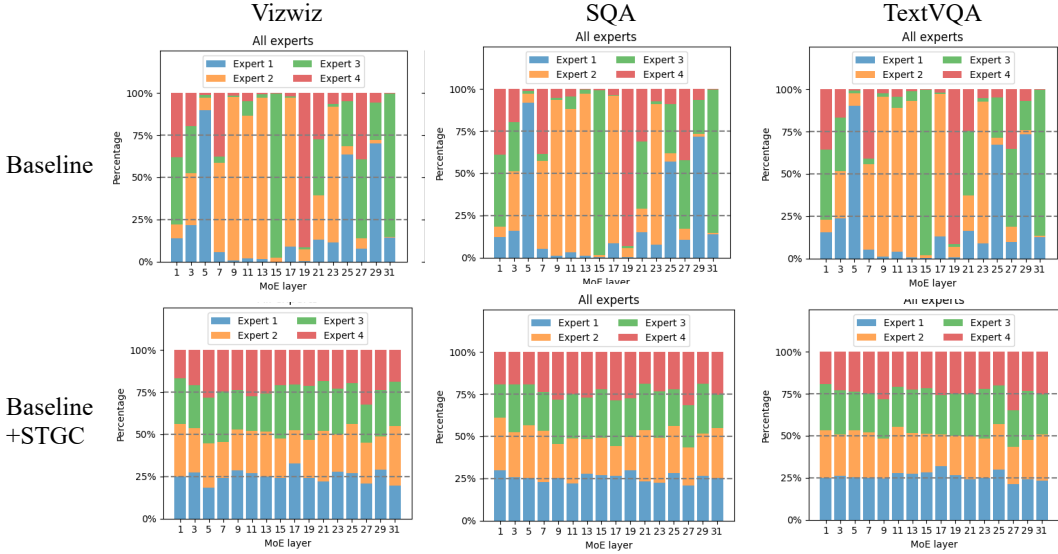 Vizwiz SQA TextVQA
Baseline
All experts
Expert 1 Expert 3
Expert 2 Expert 4
Percentage
100%
75%
50%
25%
0%
1 3 5 7 9 11 13 15 17 19 21 23 25 27 29 31
All experts
Expert 1 Expert 3
Expert 2 Expert 4
Percentage
100%
75%
50%
25%
0%
1 3 5 7 9 11 13 15 17 19 21 23 25 27 29 31
MoE layer
All experts
Expert 1 Expert 3
Expert 2 Expert 4
Percentage
100%
75%
50%
25%
0%
1 3 5 7 9 11 13 15 17 19 21 23 25 27 29 31
MoE layer
Baseline
+STGC
Expert 1 Expert 3
Expert 2 Expert 4
Percentage
100%
75%
50%
25%
0%
1 3 5 7 9 11 13 15 17 19 21 23 25 27 29 31
MoE layer
All experts
Expert 1 Expert 3
Expert 2 Expert 4
Percentage
100%
75%
50%
25%
0%
1 3 5 7 9 11 13 15 17 19 21 23 25 27 29 31
MoE layer
All experts
Expert 1 Expert 3
Expert 2 Expert 4
Percentage
100%
75%
50%
25%
0%
1 3 5 7 9 11 13 15 17 19 21 23 25 27 29 31
MoE layer